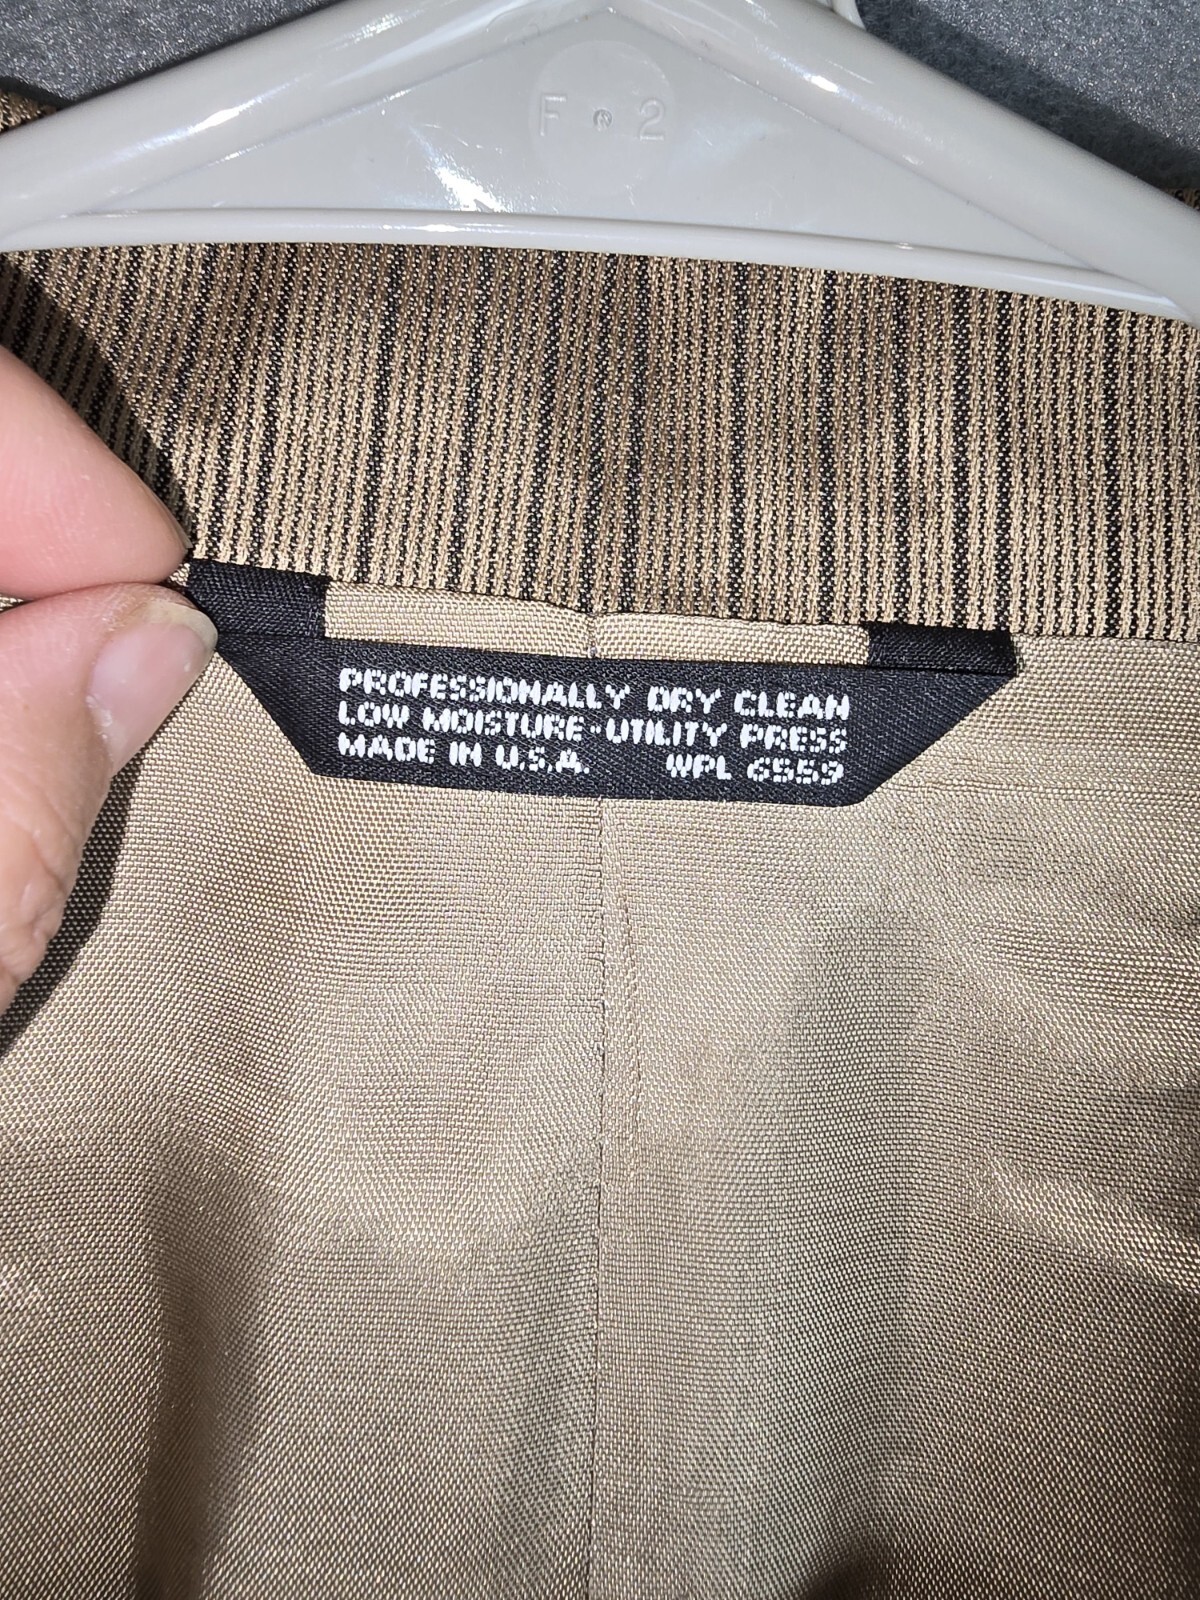 F 2
PROFESSIONALLY DRY CLEAN
LOW MOISTURE-UTILITY PRESS
MADE IN U.S.A. WPL 6559